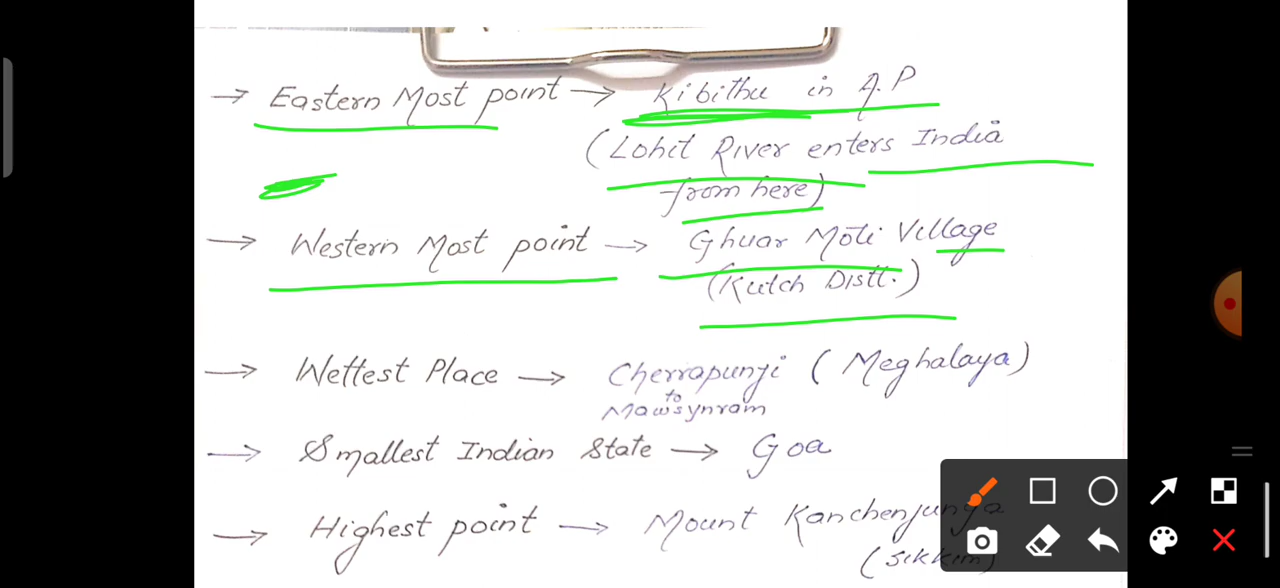 → Eastern Most point → Kibithu in A.P
(Lohit River enters India
from here)
→ Western Most point → Ghuar Moti Village
(Kutch Distt.)
→ Wettest Place → Cherrapunji (Meghalaya)
to
Mawsynram
→ Smallest Indian State → Goa
→ Highest point → Mount Kanchenjunga
(Sikkim)